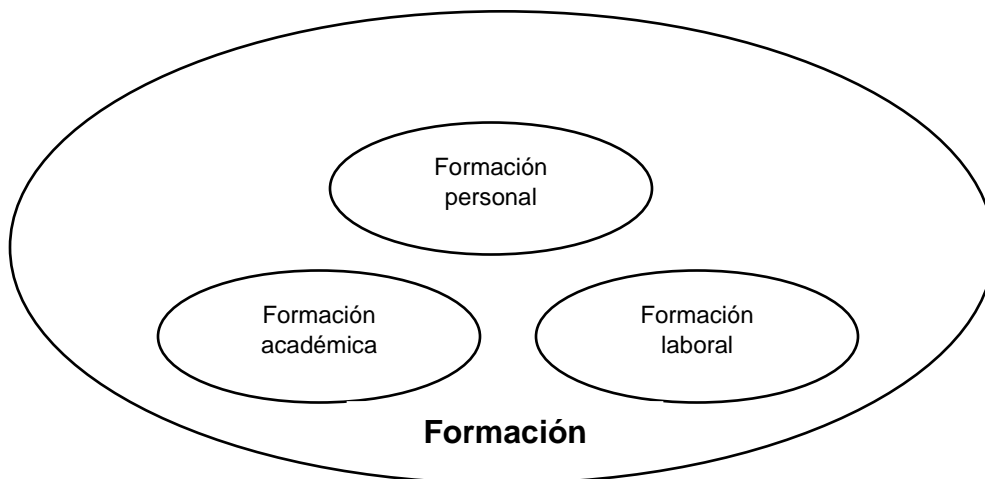 Formación
personal
Formación
académica
Formación
laboral
Formación